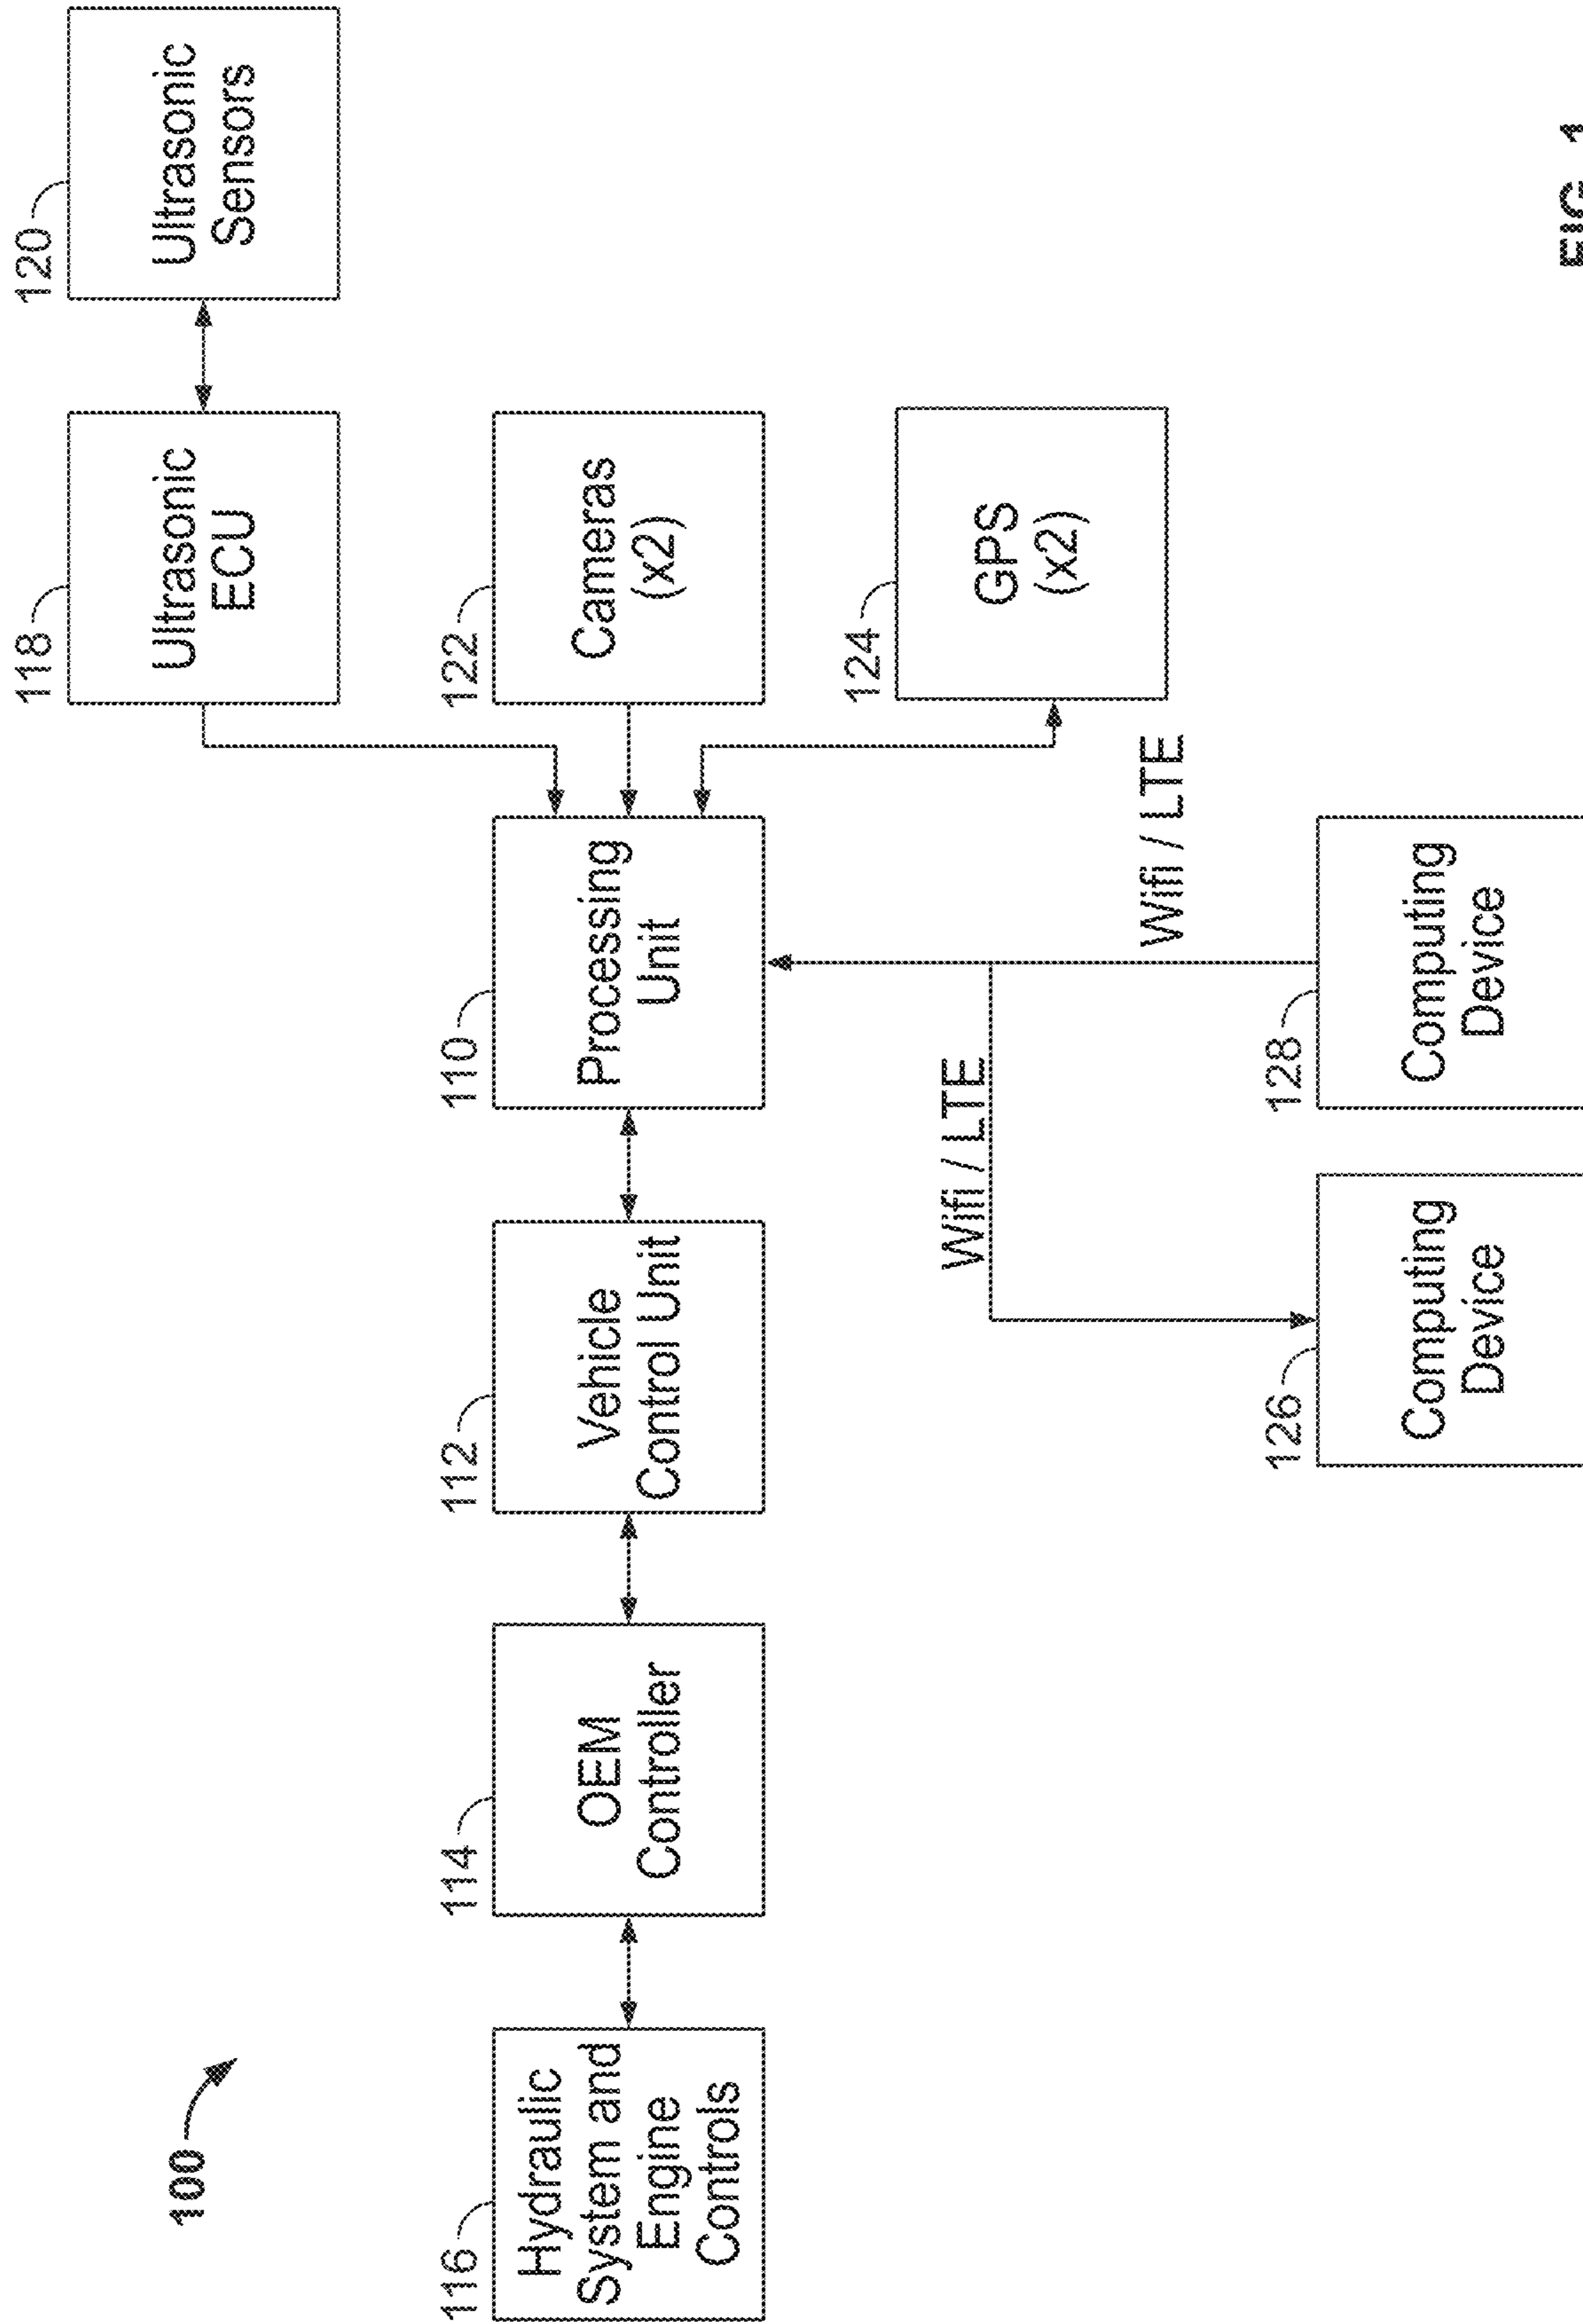 100
116
Hydraulic
System and
Engine
Controls
114
OEM
Controller
112
Vehicle
Control Unit
110
Processing
Unit
118
Ultrasonic
ECU
120
Ultrasonic
Sensors
122
Cameras
(x2)
124
GPS
(x2)
Wifi / LTE
Wifi / LTE
126
Computing
Device
128
Computing
Device
FIG. 1